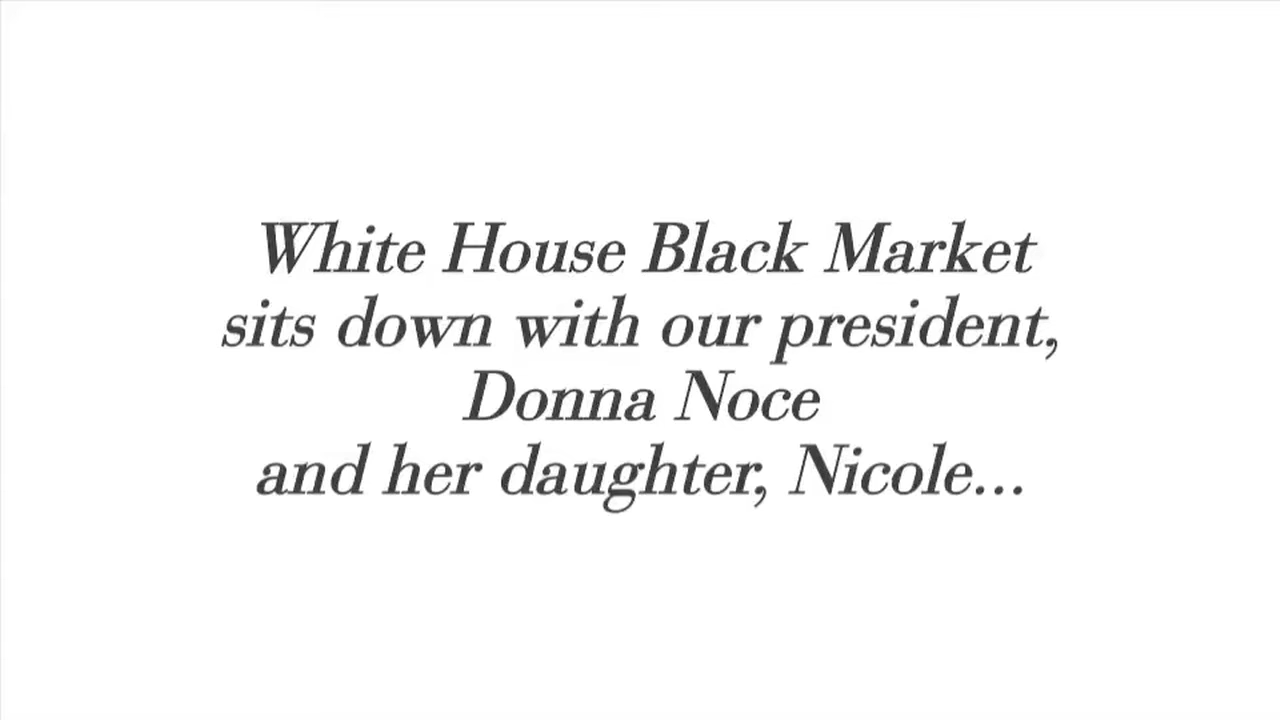 White House Black Market
sits down with our president,
Donna Noce
and her daughter, Nicole...